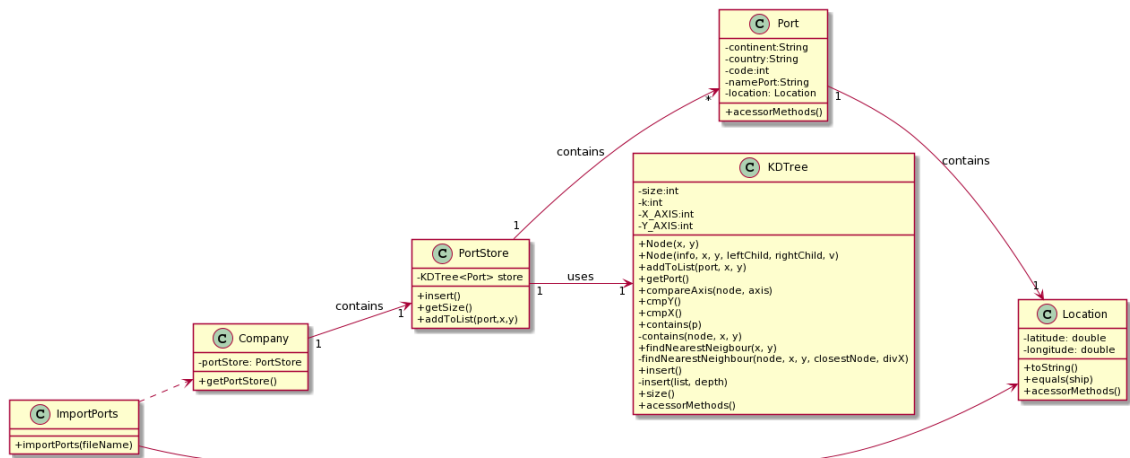 C Port
-continent:String
-country:String
-code:int
-namePort:String
-location: Location
+acessorMethods()
*
1
contains
contains
C KDTree
-size:int
-k:int
-X_AXIS:int
-Y_AXIS:int
+Node(x, y)
+Node(info, x, y, leftChild, rightChild, v)
+addToList(port, x, y)
+getPort()
+compareAxis(node, axis)
+cmpY()
+cmpX()
+contains(p)
-contains(node, x, y)
+findNearestNeigbour(x, y)
-findNearestNeighbour(node, x, y, closestNode, divX)
+insert()
-insert(list, depth)
+size()
+acessorMethods()
1
C PortStore
-KDTree<Port> store
+insert()
+getSize()
+addToList(port,x,y)
uses
1
1
contains
1
1
C Company
-portStore: PortStore
+getPortStore()
1
C Location
-latitude: double
-longitude: double
+toString()
+equals(ship)
+acessorMethods()
C ImportPorts
+importPorts(fileName)